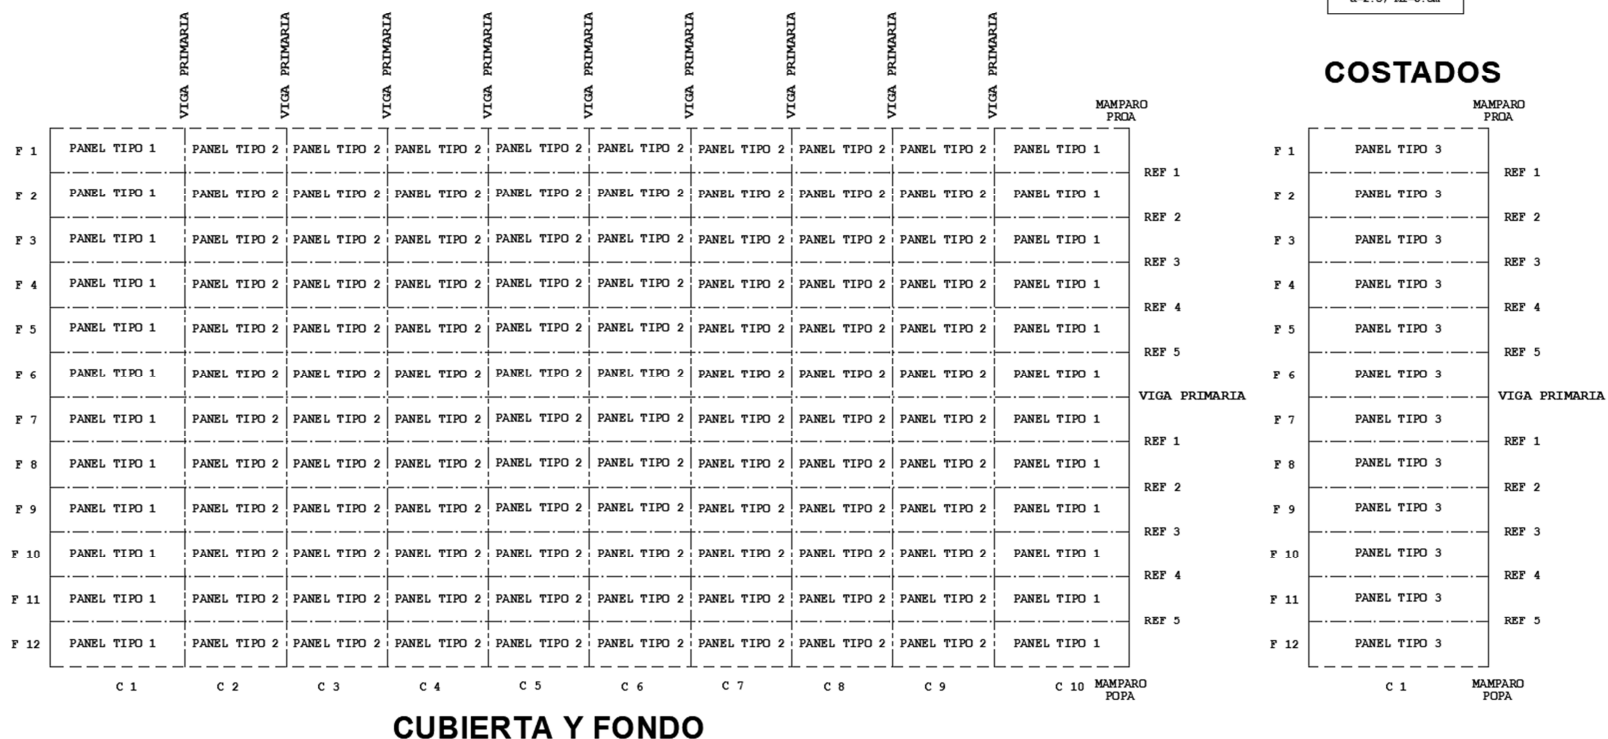 COSTADOS
VIGA PRIMARIA VIGA PRIMARIA VIGA PRIMARIA VIGA PRIMARIA VIGA PRIMARIA VIGA PRIMARIA VIGA PRIMARIA VIGA PRIMARIA VIGA PRIMARIA
MAMPARO PROA
MAMPARO PROA
F 1 PANEL TIPO 1 PANEL TIPO 2 PANEL TIPO 2 PANEL TIPO 2 PANEL TIPO 2 PANEL TIPO 2 PANEL TIPO 2 PANEL TIPO 2 PANEL TIPO 2 PANEL TIPO 1 F 1 PANEL TIPO 3
REF 1 REF 1
F 2 PANEL TIPO 1 PANEL TIPO 2 PANEL TIPO 2 PANEL TIPO 2 PANEL TIPO 2 PANEL TIPO 2 PANEL TIPO 2 PANEL TIPO 2 PANEL TIPO 2 PANEL TIPO 1 F 2 PANEL TIPO 3
REF 2 REF 2
F 3 PANEL TIPO 1 PANEL TIPO 2 PANEL TIPO 2 PANEL TIPO 2 PANEL TIPO 2 PANEL TIPO 2 PANEL TIPO 2 PANEL TIPO 2 PANEL TIPO 2 PANEL TIPO 1 F 3 PANEL TIPO 3
REF 3 REF 3
F 4 PANEL TIPO 1 PANEL TIPO 2 PANEL TIPO 2 PANEL TIPO 2 PANEL TIPO 2 PANEL TIPO 2 PANEL TIPO 2 PANEL TIPO 2 PANEL TIPO 2 PANEL TIPO 1 F 4 PANEL TIPO 3
REF 4 REF 4
F 5 PANEL TIPO 1 PANEL TIPO 2 PANEL TIPO 2 PANEL TIPO 2 PANEL TIPO 2 PANEL TIPO 2 PANEL TIPO 2 PANEL TIPO 2 PANEL TIPO 2 PANEL TIPO 1 F 5 PANEL TIPO 3
REF 5 REF 5
F 6 PANEL TIPO 1 PANEL TIPO 2 PANEL TIPO 2 PANEL TIPO 2 PANEL TIPO 2 PANEL TIPO 2 PANEL TIPO 2 PANEL TIPO 2 PANEL TIPO 2 PANEL TIPO 1 F 6 PANEL TIPO 3
VIGA PRIMARIA VIGA PRIMARIA
F 7 PANEL TIPO 1 PANEL TIPO 2 PANEL TIPO 2 PANEL TIPO 2 PANEL TIPO 2 PANEL TIPO 2 PANEL TIPO 2 PANEL TIPO 2 PANEL TIPO 2 PANEL TIPO 1 F 7 PANEL TIPO 3
REF 1 REF 1
F 8 PANEL TIPO 1 PANEL TIPO 2 PANEL TIPO 2 PANEL TIPO 2 PANEL TIPO 2 PANEL TIPO 2 PANEL TIPO 2 PANEL TIPO 2 PANEL TIPO 2 PANEL TIPO 1 F 8 PANEL TIPO 3
REF 2 REF 2
F 9 PANEL TIPO 1 PANEL TIPO 2 PANEL TIPO 2 PANEL TIPO 2 PANEL TIPO 2 PANEL TIPO 2 PANEL TIPO 2 PANEL TIPO 2 PANEL TIPO 2 PANEL TIPO 1 F 9 PANEL TIPO 3
REF 3 REF 3
F 10 PANEL TIPO 1 PANEL TIPO 2 PANEL TIPO 2 PANEL TIPO 2 PANEL TIPO 2 PANEL TIPO 2 PANEL TIPO 2 PANEL TIPO 2 PANEL TIPO 2 PANEL TIPO 1 F 10 PANEL TIPO 3
REF 4 REF 4
F 11 PANEL TIPO 1 PANEL TIPO 2 PANEL TIPO 2 PANEL TIPO 2 PANEL TIPO 2 PANEL TIPO 2 PANEL TIPO 2 PANEL TIPO 2 PANEL TIPO 2 PANEL TIPO 1 F 11 PANEL TIPO 3
REF 5 REF 5
F 12 PANEL TIPO 1 PANEL TIPO 2 PANEL TIPO 2 PANEL TIPO 2 PANEL TIPO 2 PANEL TIPO 2 PANEL TIPO 2 PANEL TIPO 2 PANEL TIPO 2 PANEL TIPO 1 F 12 PANEL TIPO 3
C 1 C 2 C 3 C 4 C 5 C 6 C 7 C 8 C 9 C 10 MAMPARO POPA C 1 MAMPARO POPA
CUBIERTA Y FONDO